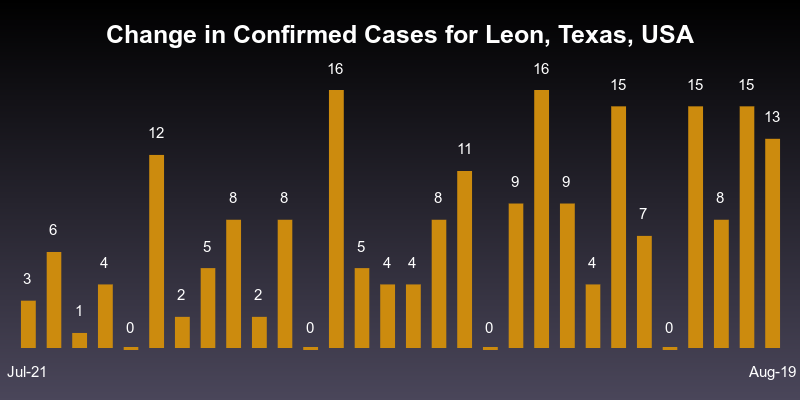 Change in Confirmed Cases for Leon, Texas, USA
3 6 1 4 0 12 2 5 8 2 8 0 16 5 4 4 8 11 0 9 16 9 4 15 7 0 15 8 15 13
Jul-21 Aug-19